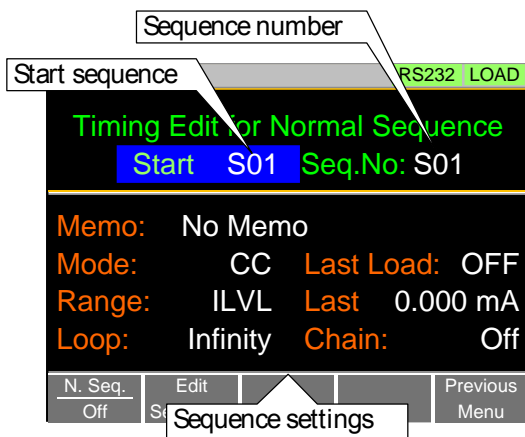 Sequence number
Start sequence
RS232 LOAD
Timing Edit for Normal Sequence
Start S01 Seq.No: S01
Memo: No Memo
Mode: CC Last Load: OFF
Range: ILVL Last 0.000 mA
Loop: Infinity Chain: Off
N. Seq. Edit Previous
Off Menu
Sequence settings